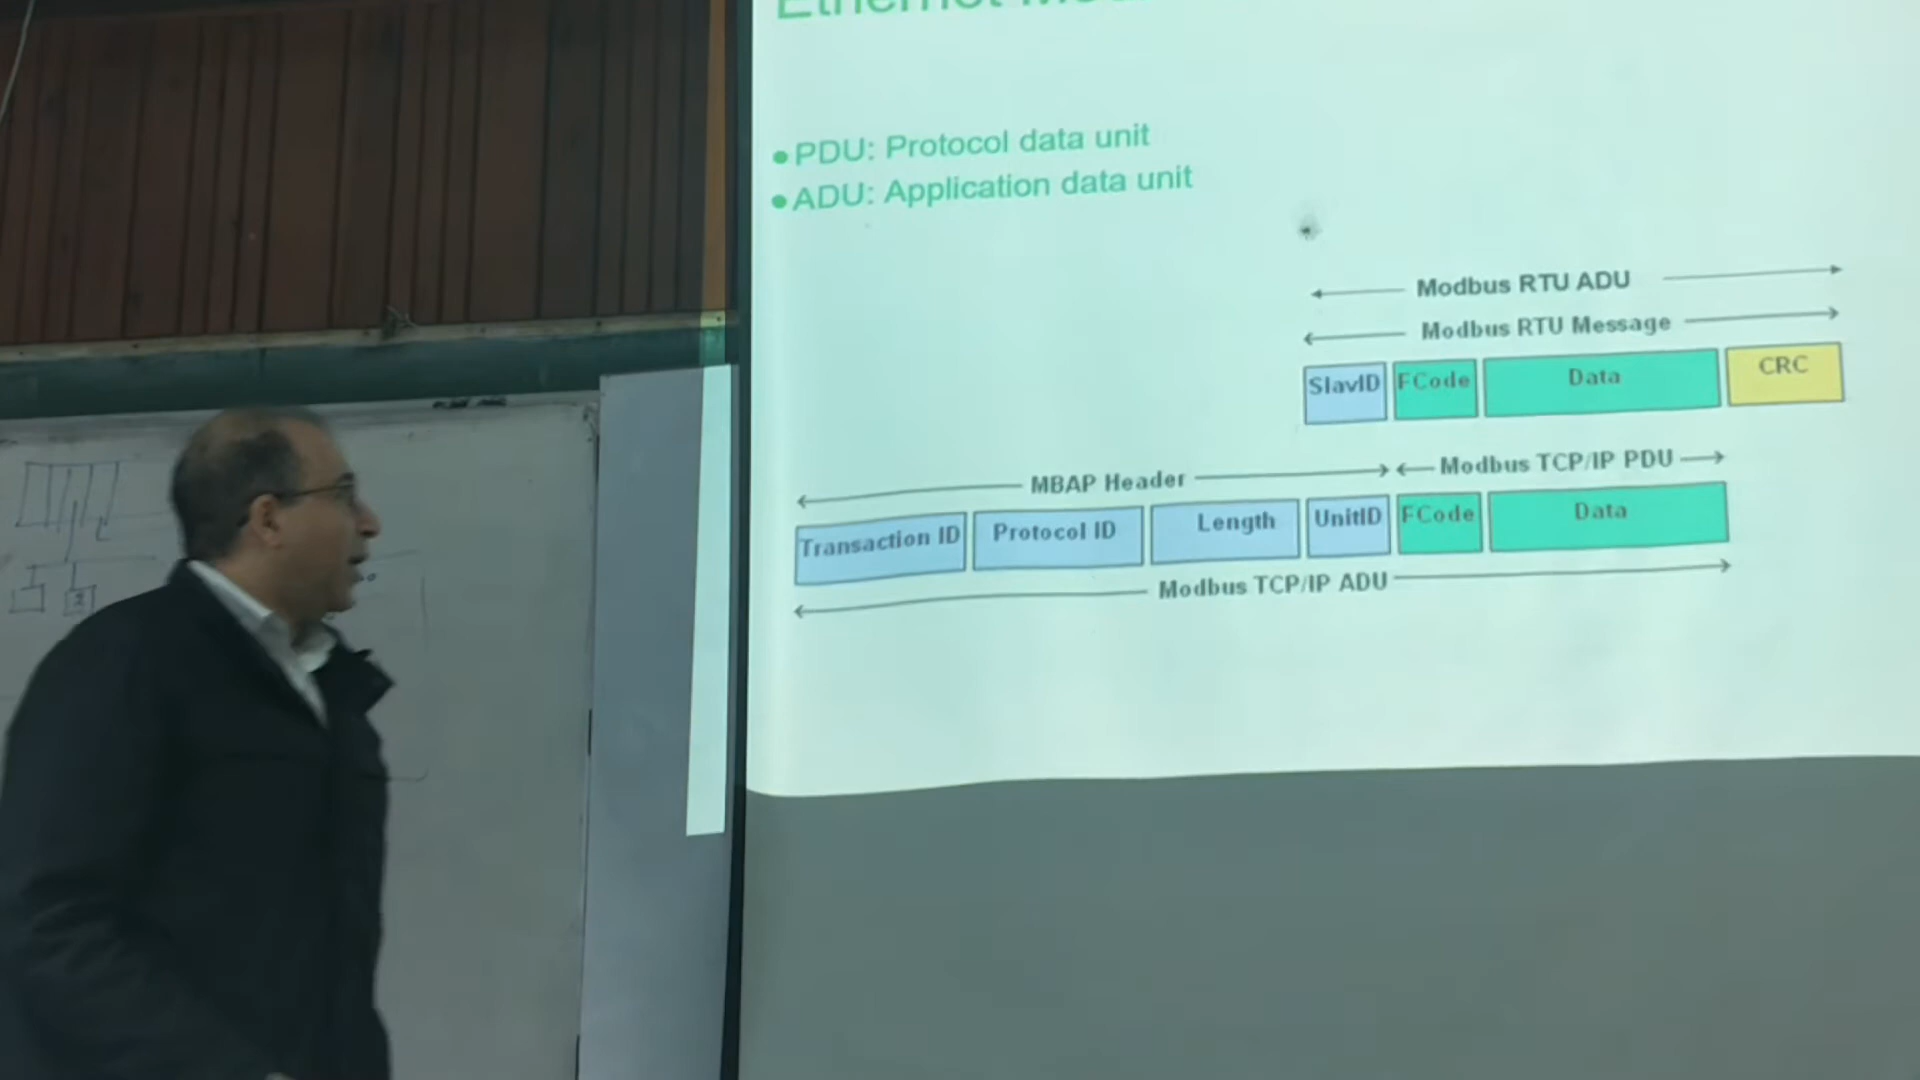 Ethernet
• PDU: Protocol data unit
• ADU: Application data unit
Modbus RTU ADU
Modbus RTU Message
SlavID FCode Data CRC
MBAP Header Modbus TCP/IP PDU
Transaction ID Protocol ID Length UnitID FCode Data
Modbus TCP/IP ADU